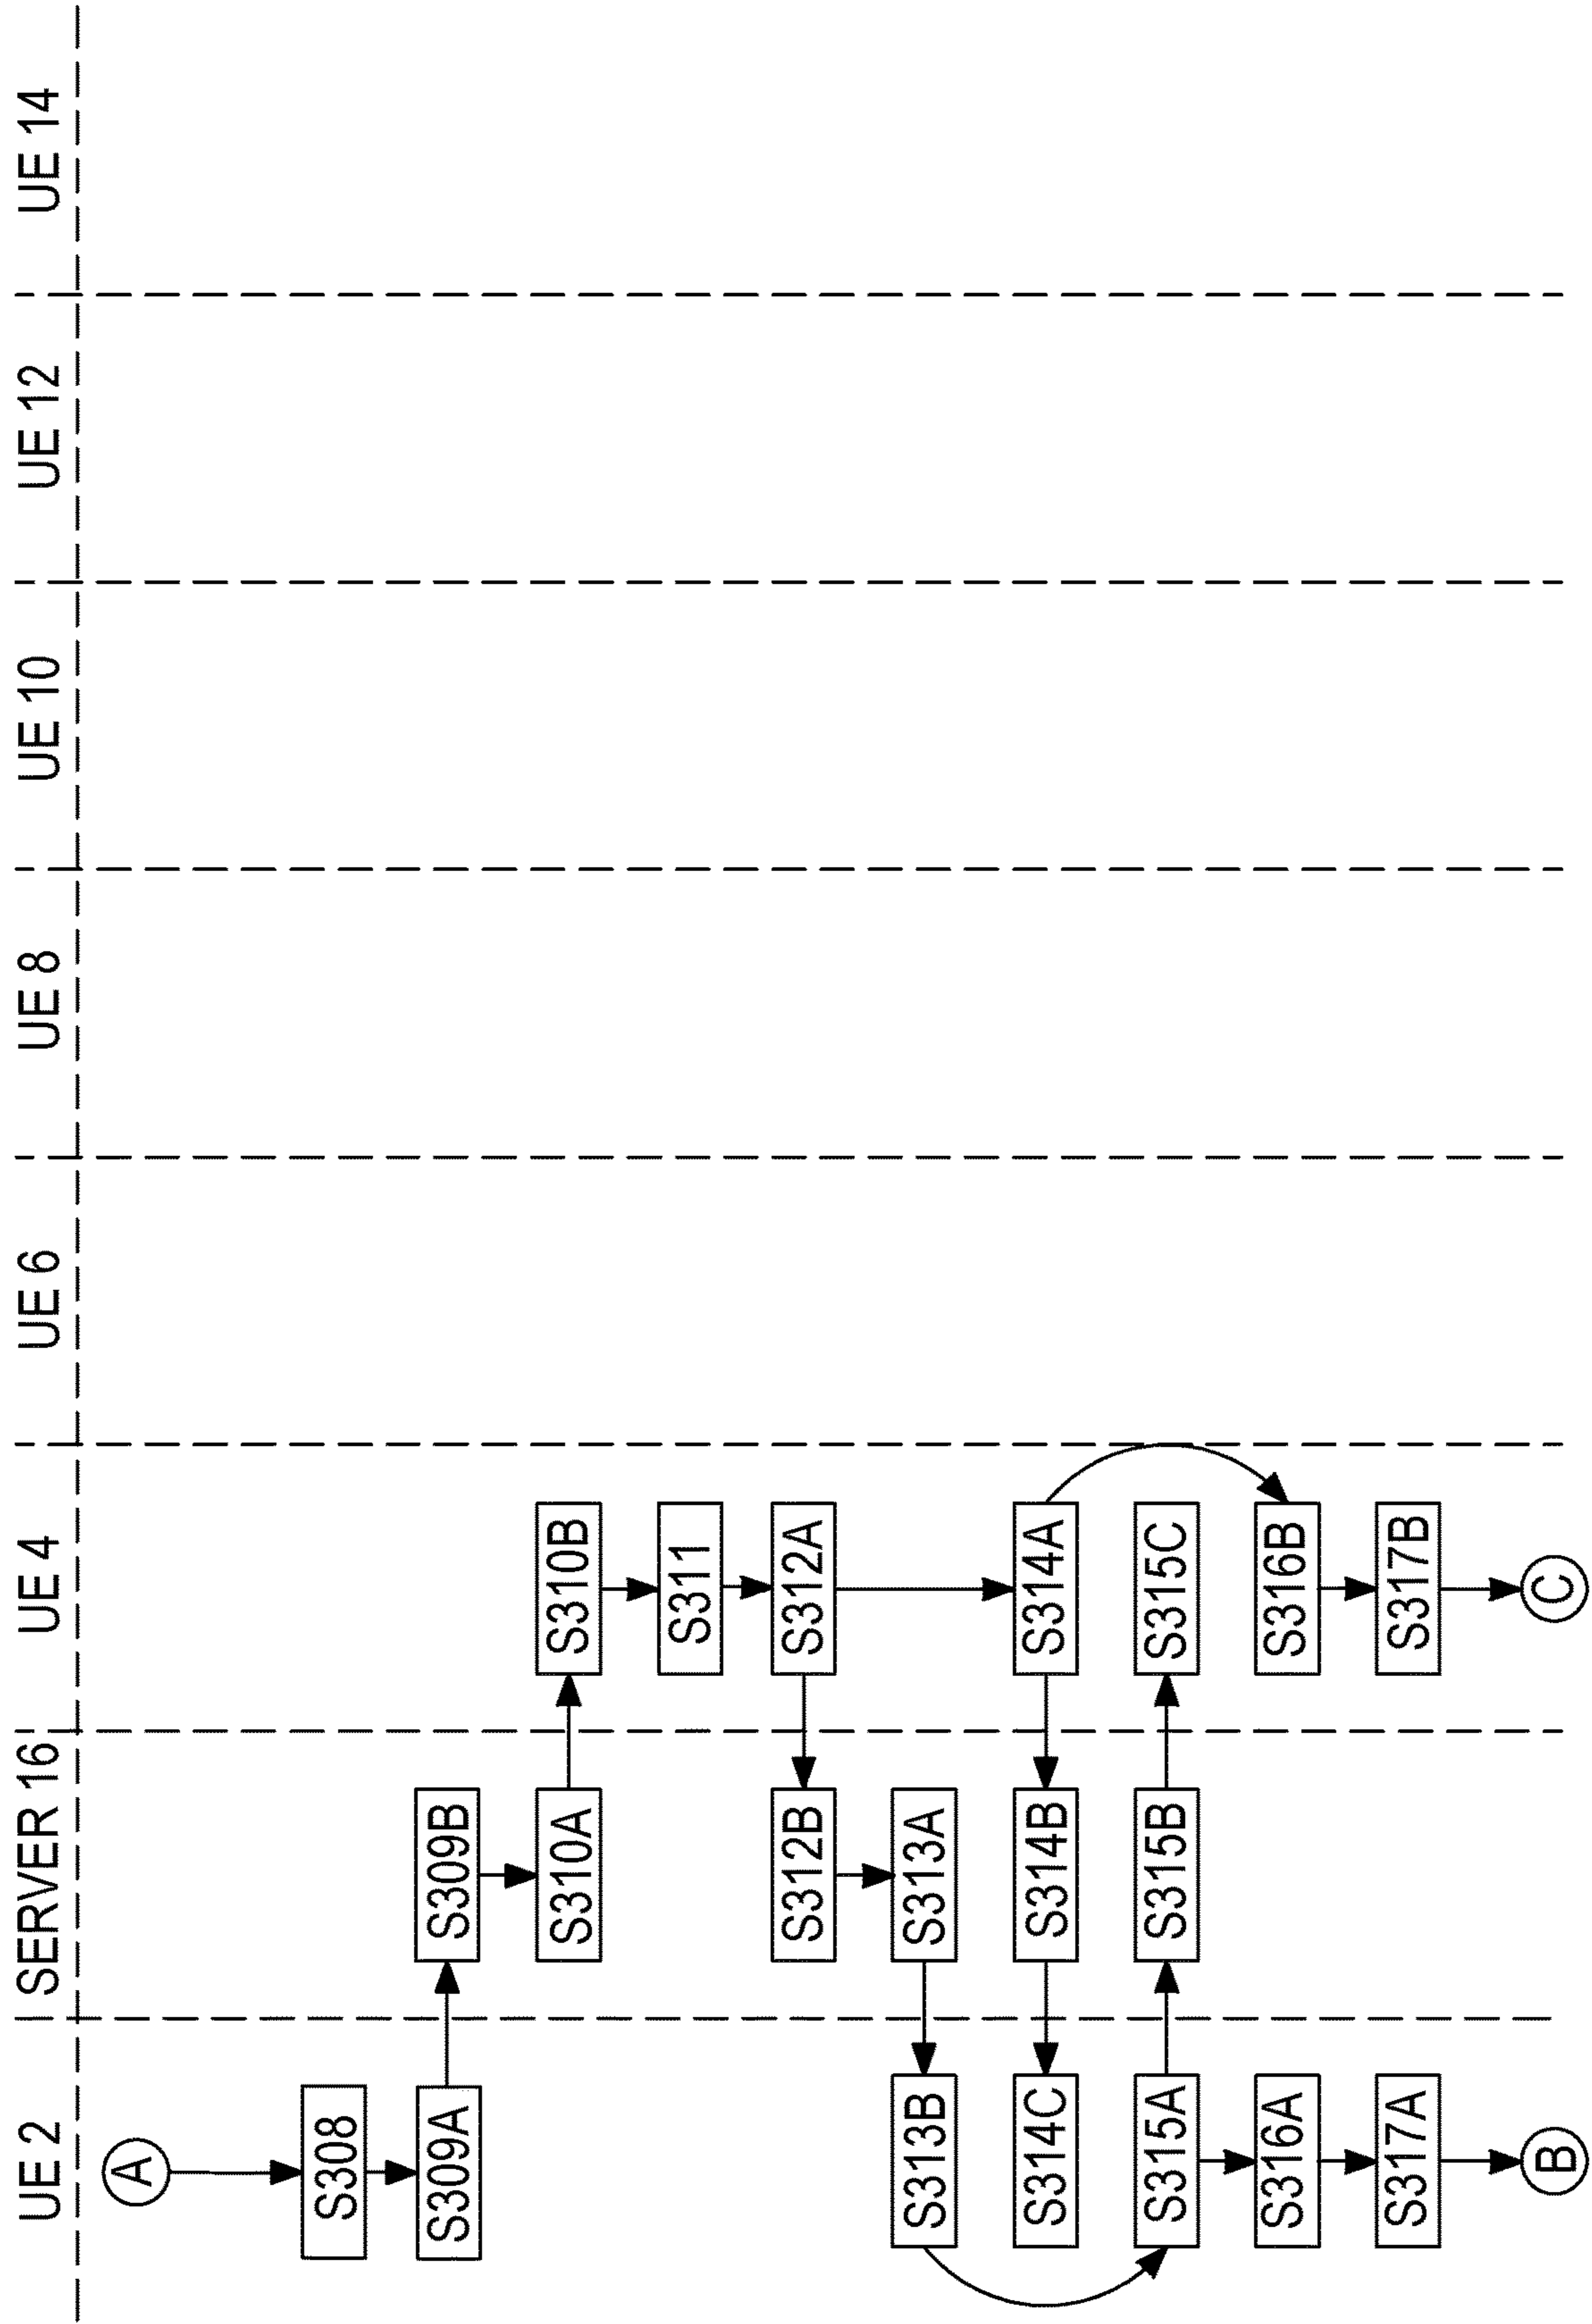 UE 2
SERVER 16
UE 4
UE 6
UE 8
UE 10
UE 12
UE 14
A
S308
S309A
S309B
S310A
S310B
S311
S312B
S312A
S313B
S313A
S314C
S314B
S314A
S315A
S315B
S315C
S316A
S316B
S317A
S317B
B
C